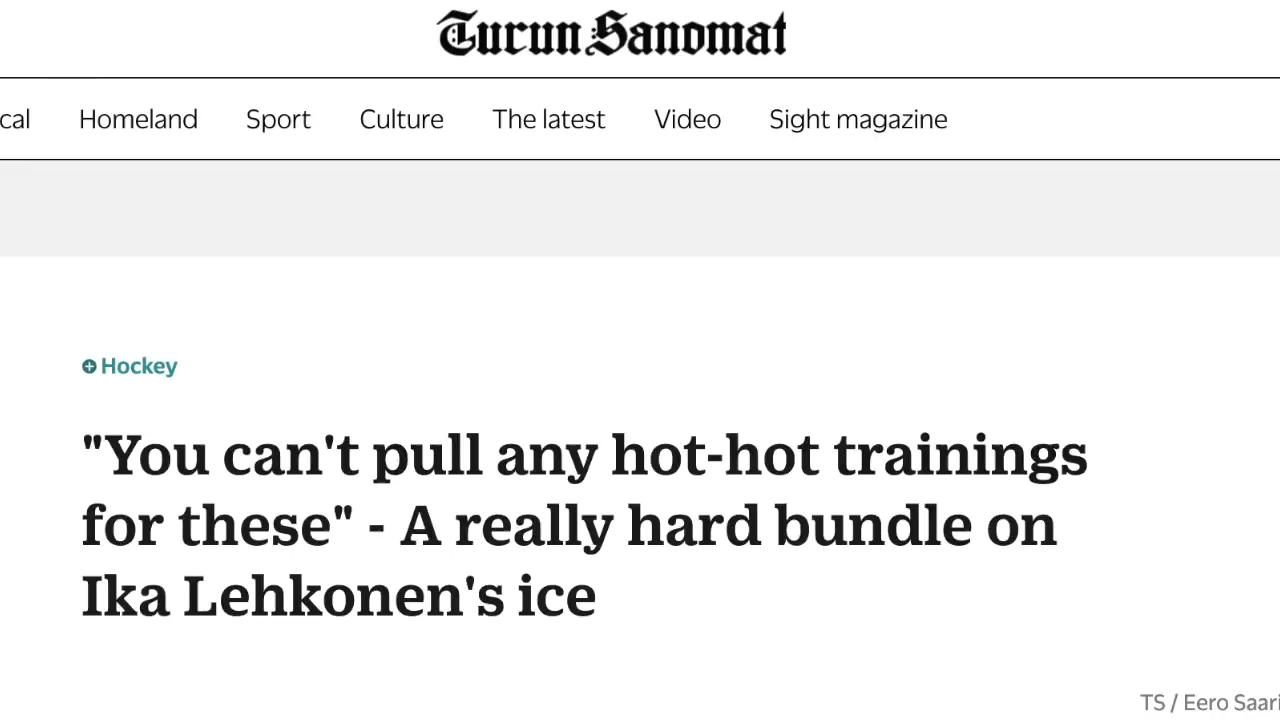 Turun Sanomat
cal Homeland Sport Culture The latest Video Sight magazine
Hockey
"You can't pull any hot-hot trainings
for these" - A really hard bundle on
Ika Lehkonen's ice
TS / Eero Saari